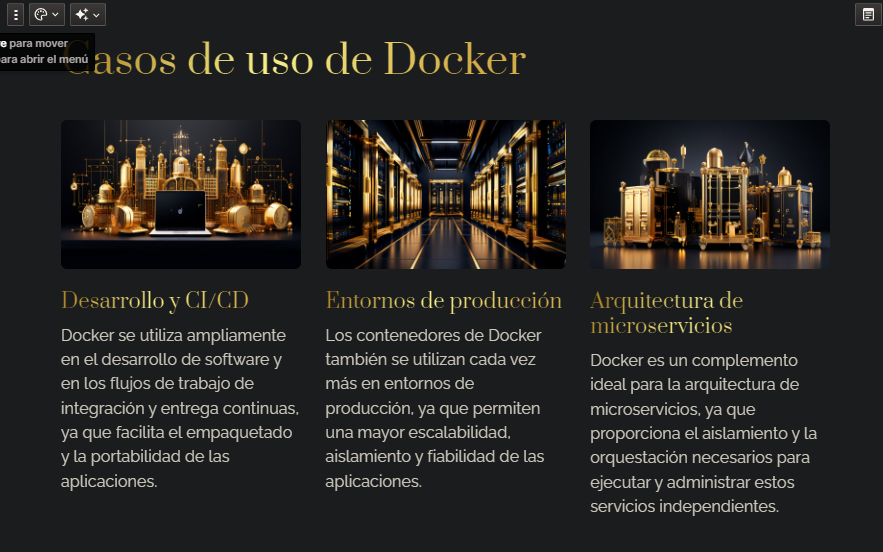 e para mover
ara abrir el menú
Casos de uso de Docker
Desarrollo y CI/CD
Docker se utiliza ampliamente
en el desarrollo de software y
en los flujos de trabajo de
integración y entrega continuas,
ya que facilita el empaquetado
y la portabilidad de las
aplicaciones.
Entornos de producción
Los contenedores de Docker
también se utilizan cada vez
más en entornos de
producción, ya que permiten
una mayor escalabilidad,
aislamiento y fiabilidad de las
aplicaciones.
Arquitectura de
microservicios
Docker es un complemento
ideal para la arquitectura de
microservicios, ya que
proporciona el aislamiento y la
orquestación necesarios para
ejecutar y administrar estos
servicios independientes.